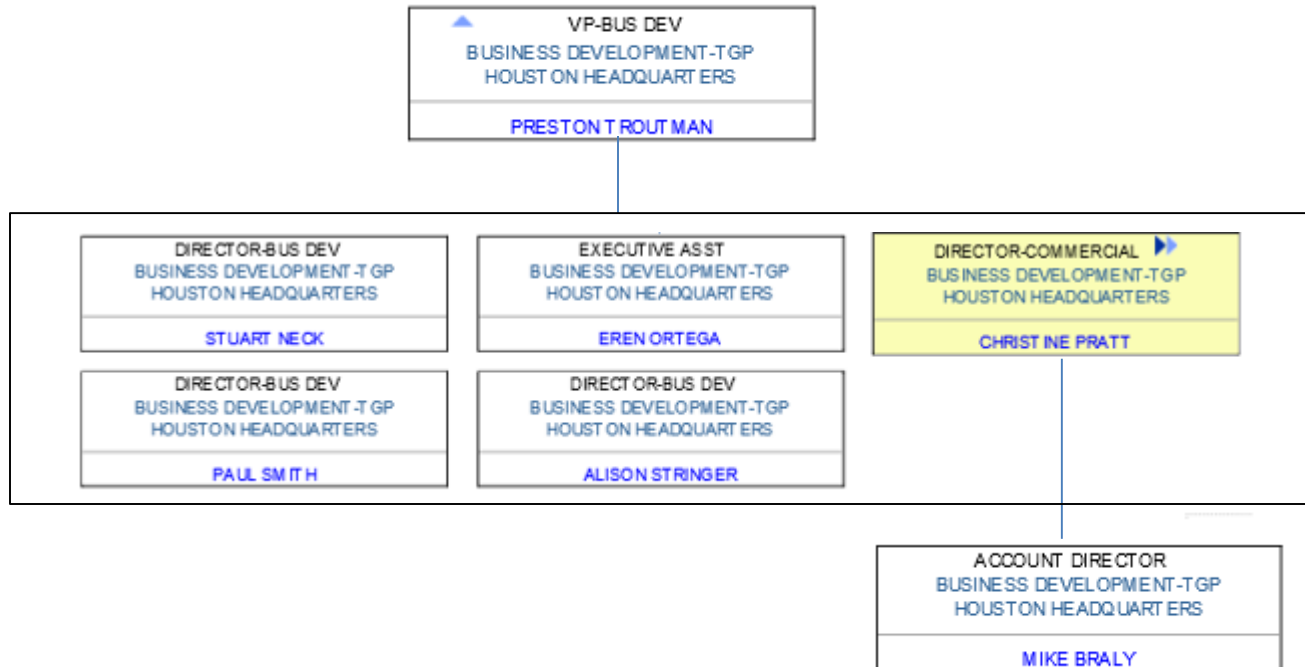 VP-BUS DEV
BUSINESS DEVELOPMENT-TGP
HOUSTON HEADQUARTERS
PRESTON TROUTMAN
DIRECTOR-BUS DEV
BUSINESS DEVELOPMENT-TGP
HOUSTON HEADQUARTERS
STUART NECK
EXECUTIVE ASST
BUSINESS DEVELOPMENT-TGP
HOUSTON HEADQUARTERS
EREN ORTEGA
DIRECTOR-COMMERCIAL
BUSINESS DEVELOPMENT-TGP
HOUSTON HEADQUARTERS
CHRISTINE PRATT
DIRECTOR-BUS DEV
BUSINESS DEVELOPMENT-TGP
HOUSTON HEADQUARTERS
PAUL SMITH
DIRECTOR-BUS DEV
BUSINESS DEVELOPMENT-TGP
HOUSTON HEADQUARTERS
ALISON STRINGER
ACCOUNT DIRECTOR
BUSINESS DEVELOPMENT-TGP
HOUSTON HEADQUARTERS
MIKE BRALY